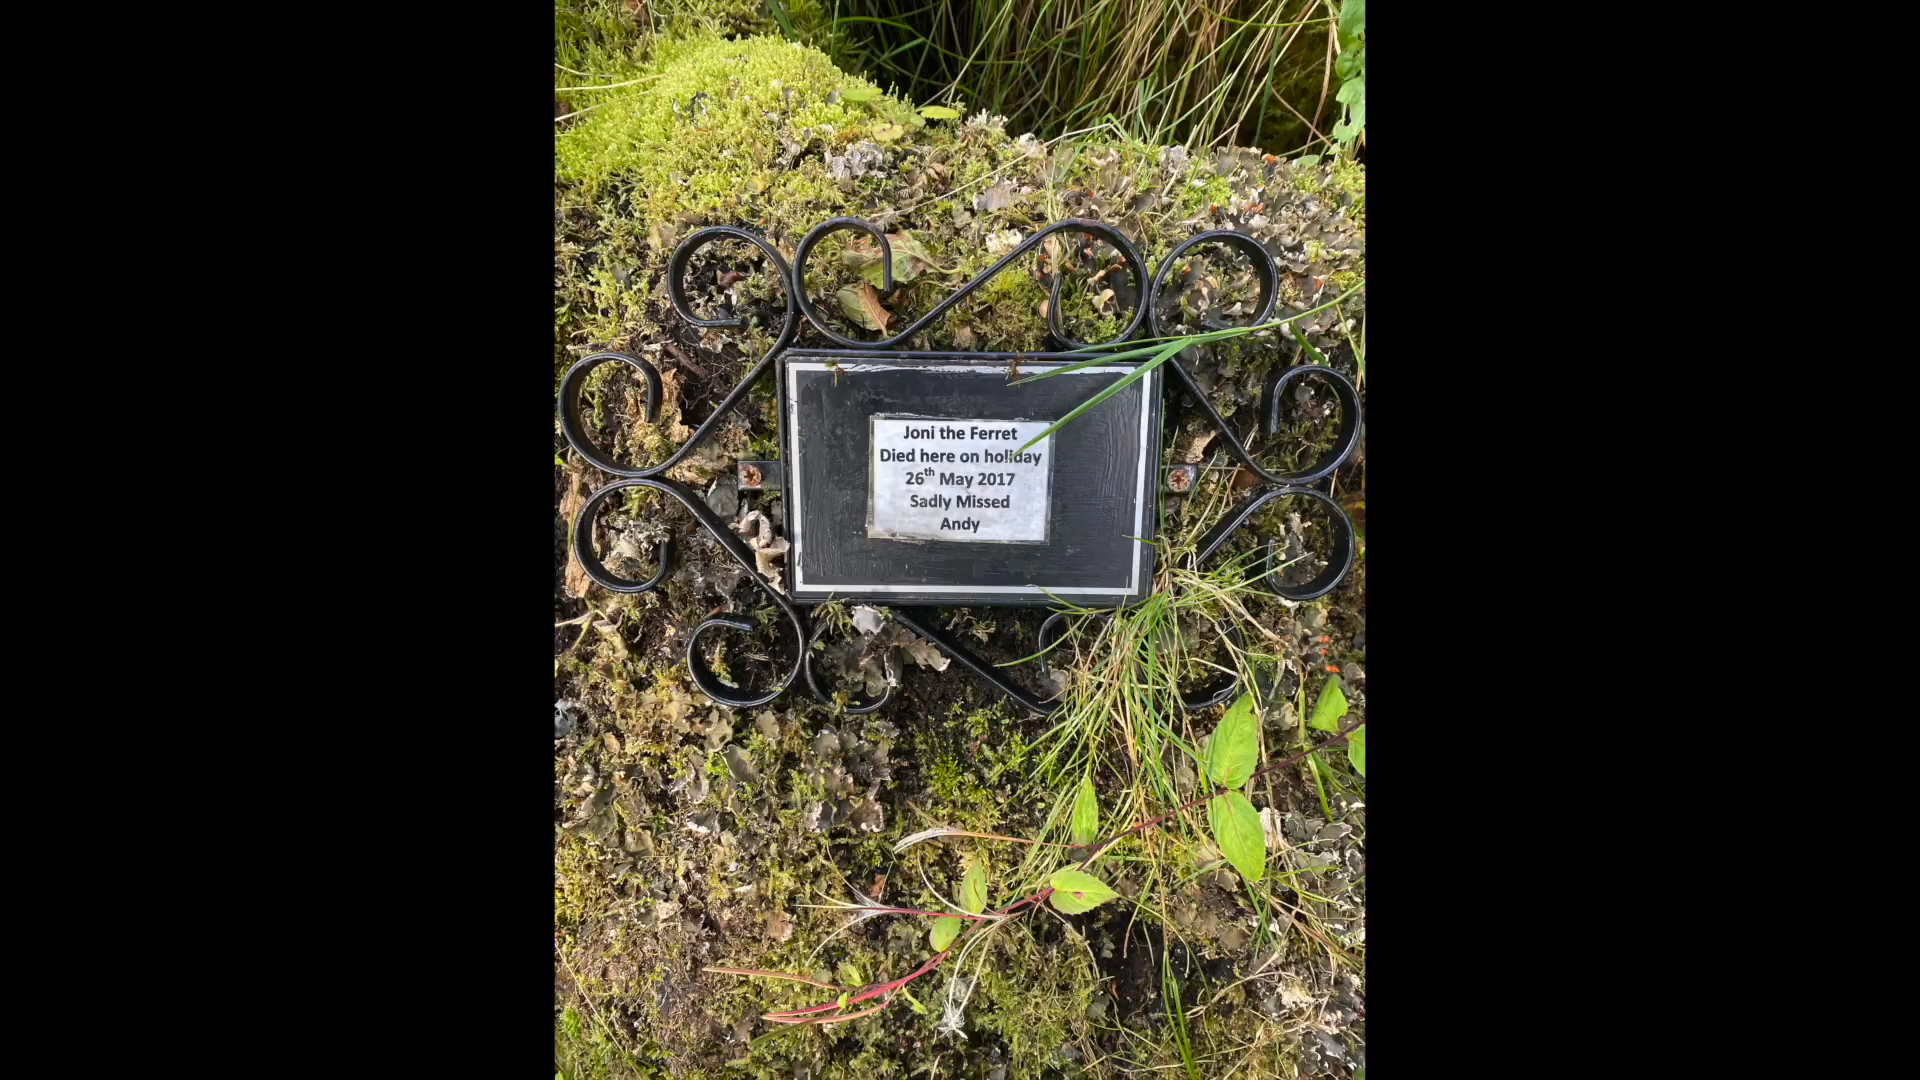 Joni the Ferret
Died here on holiday
26th May 2017
Sadly Missed
Andy